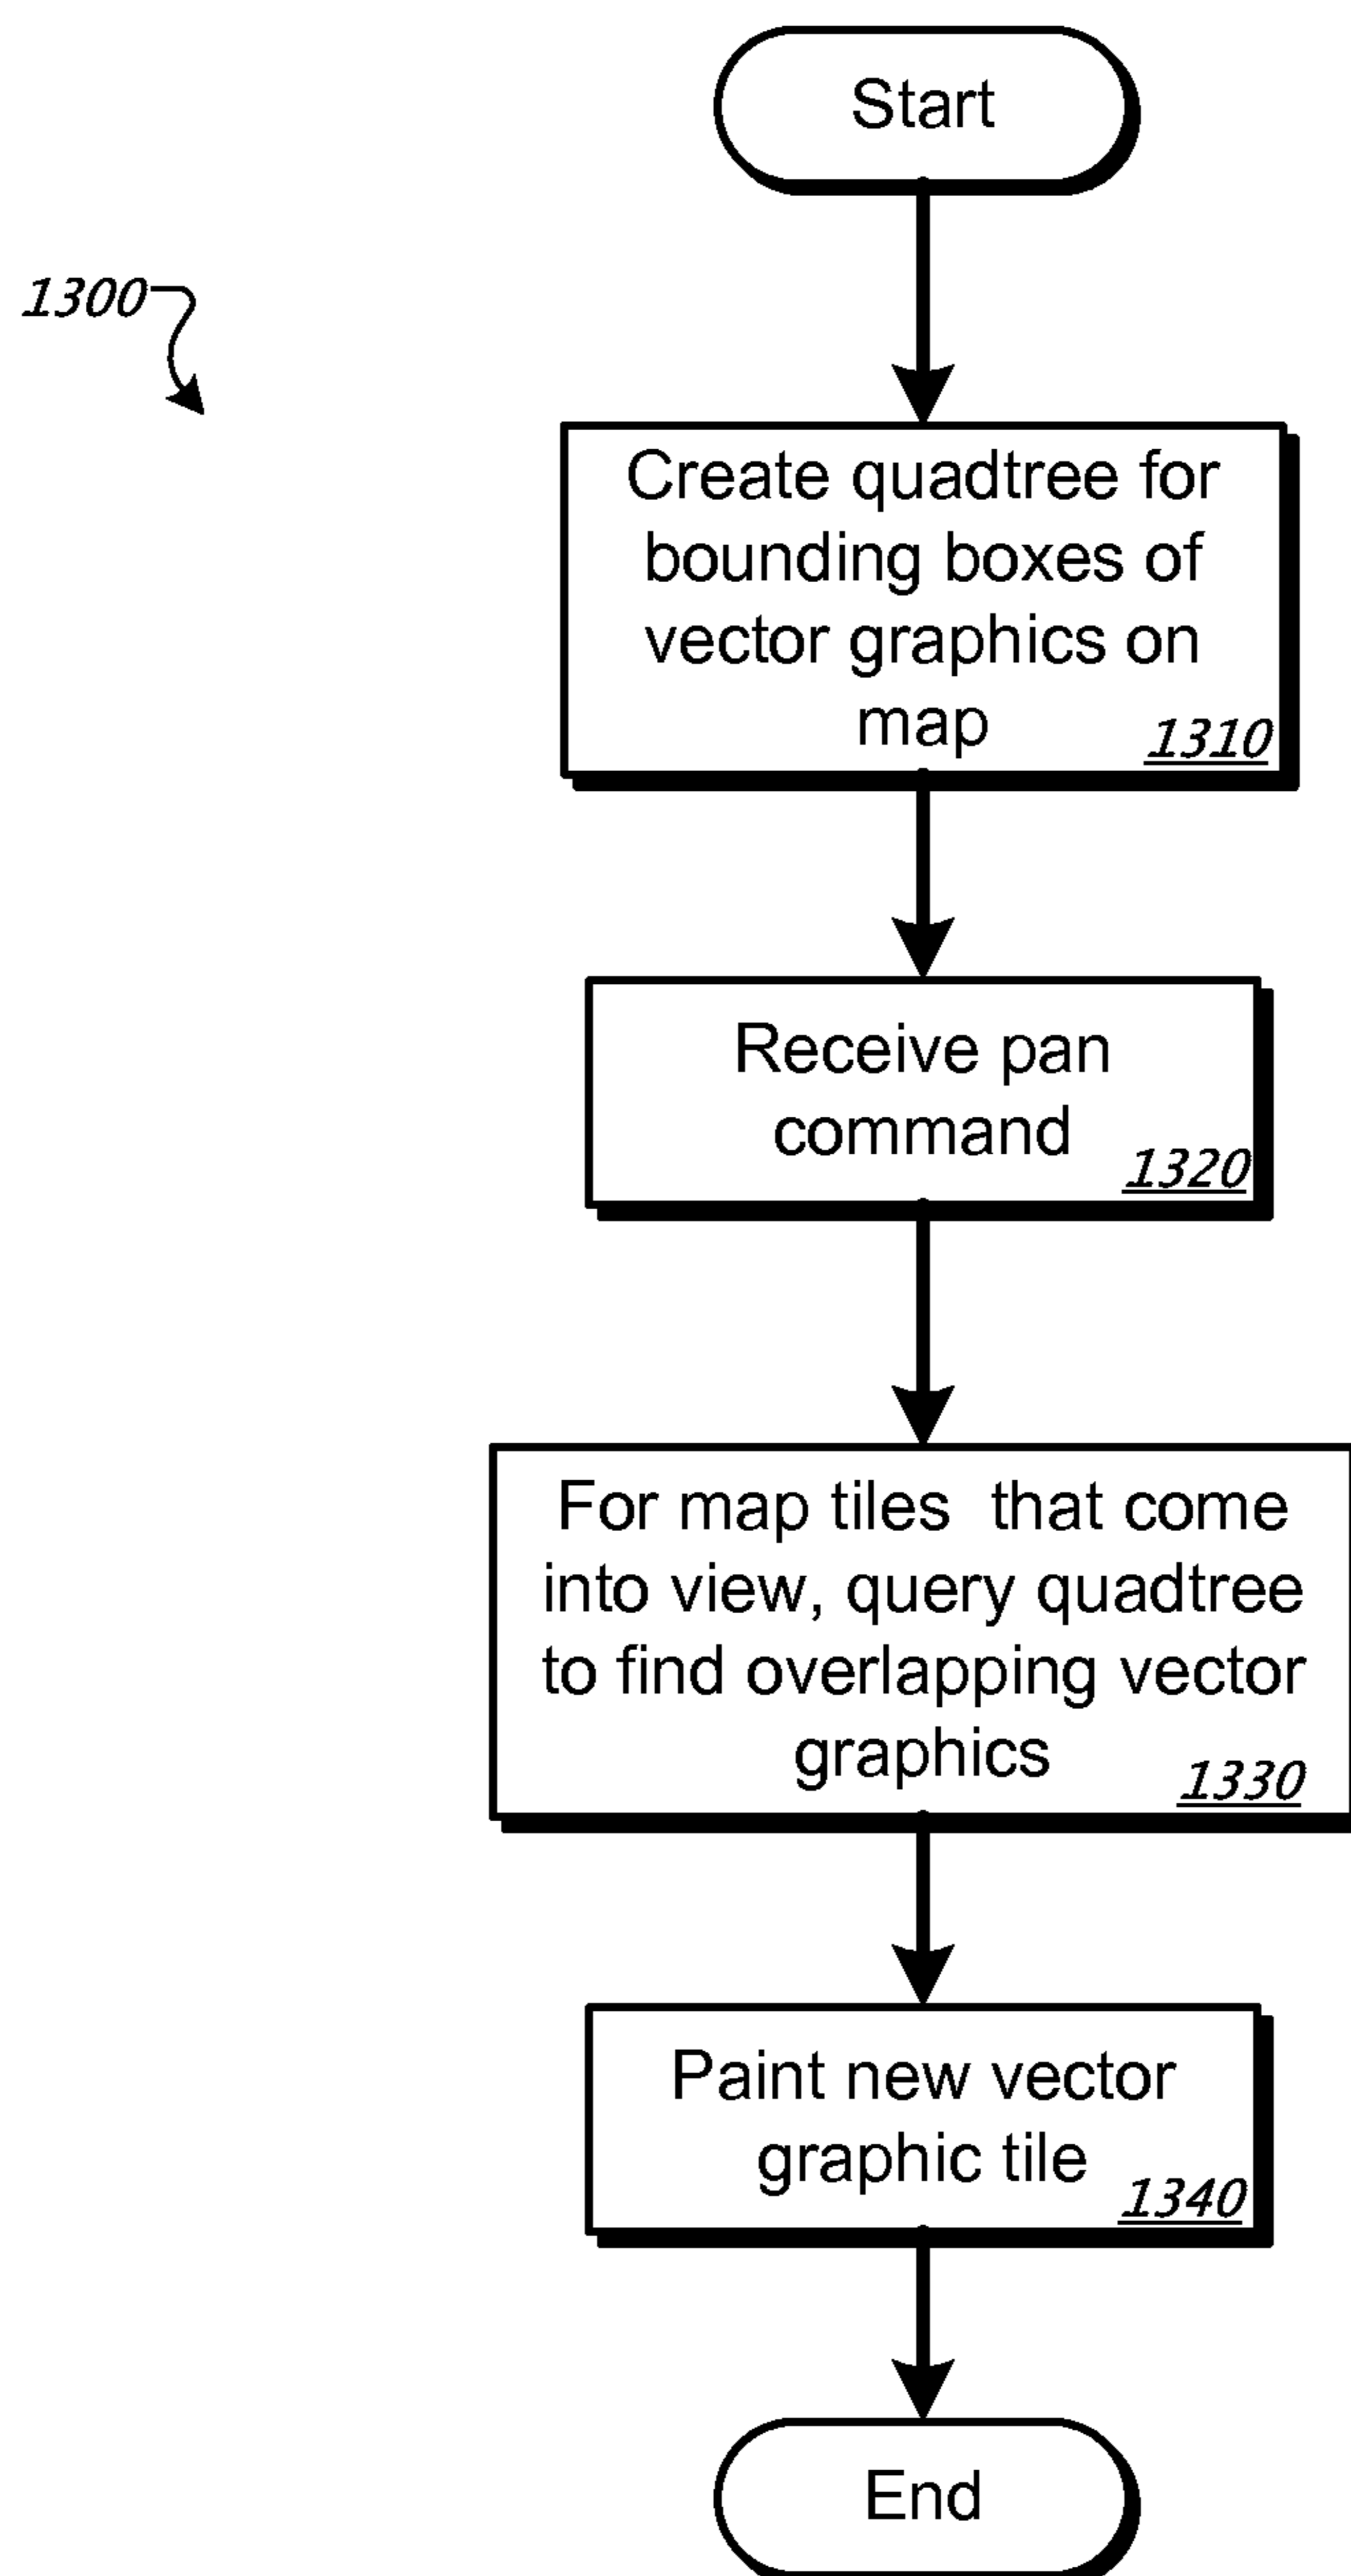 Start
1300
Create quadtree for
bounding boxes of
vector graphics on
map
1310
Receive pan
command
1320
For map tiles  that come
into view, query quadtree
to find overlapping vector
graphics
1330
Paint new vector
graphic tile
1340
End